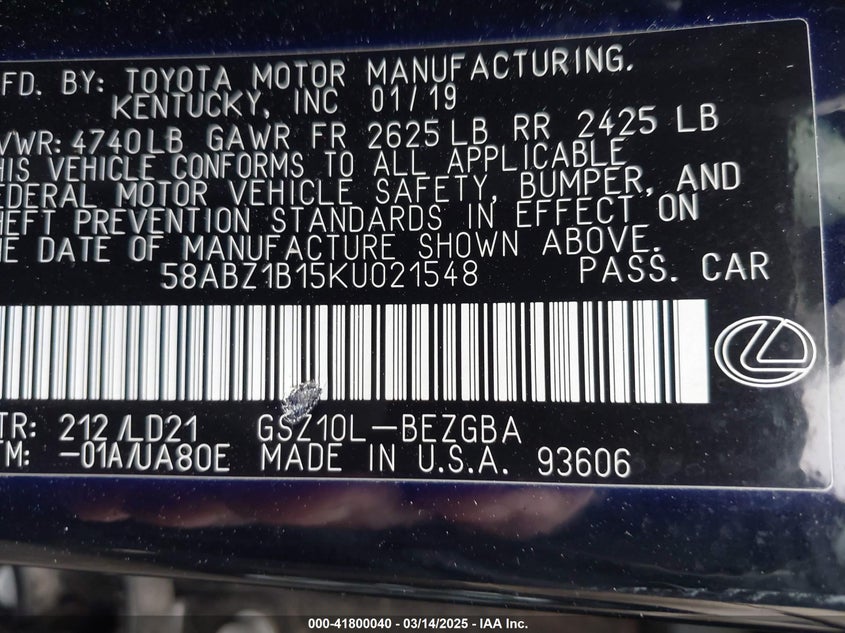 FD. BY: TOYOTA MOTOR MANUFACTURING.
KENTUCKY, INC 01/19
VWR: 4740LB GAWR FR 2625LB RR 2425 LB
HIS VEHICLE CONFORMS TO ALL APPLICABLE
EDERAL MOTOR VEHICLE SAFETY, BUMPER, AND
HEFT PREVENTION STANDARDS IN EFFECT ON
HE DATE OF MANUFACTURE SHOWN ABOVE.
58ABZ1B15KU021548 PASS. CAR
TR: 212/LD21 GSZ10L-BEZGBA
TM: -01A/UA80E MADE IN U.S.A. 93606
000-41800040 - 03/14/2025 - IAA Inc.